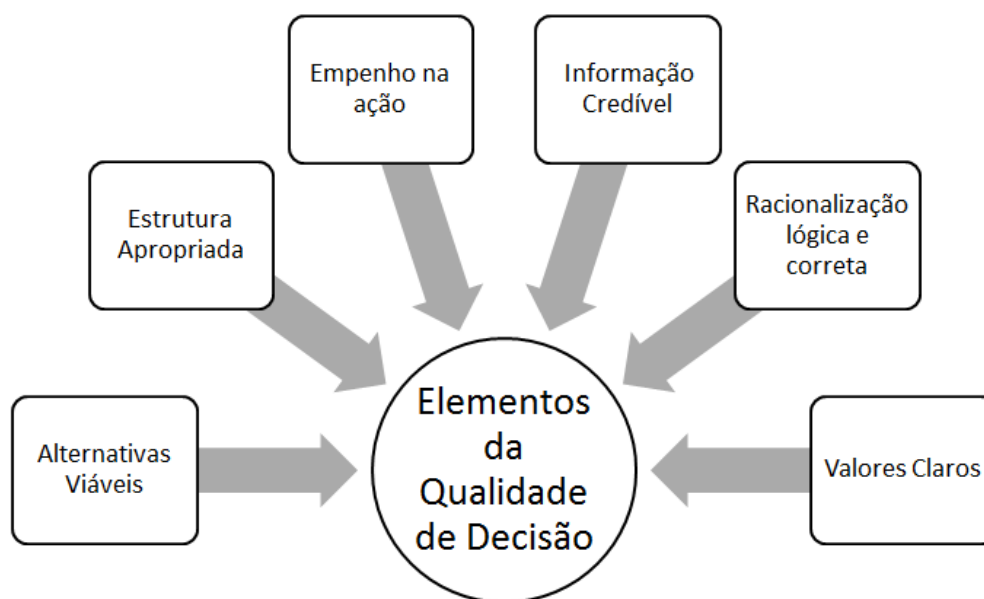 Empenho na
ação
Informação
Credível
Estrutura
Apropriada
Racionalização
lógica e
correta
Alternativas
Viáveis
Elementos
da
Qualidade
de Decisão
Valores Claros